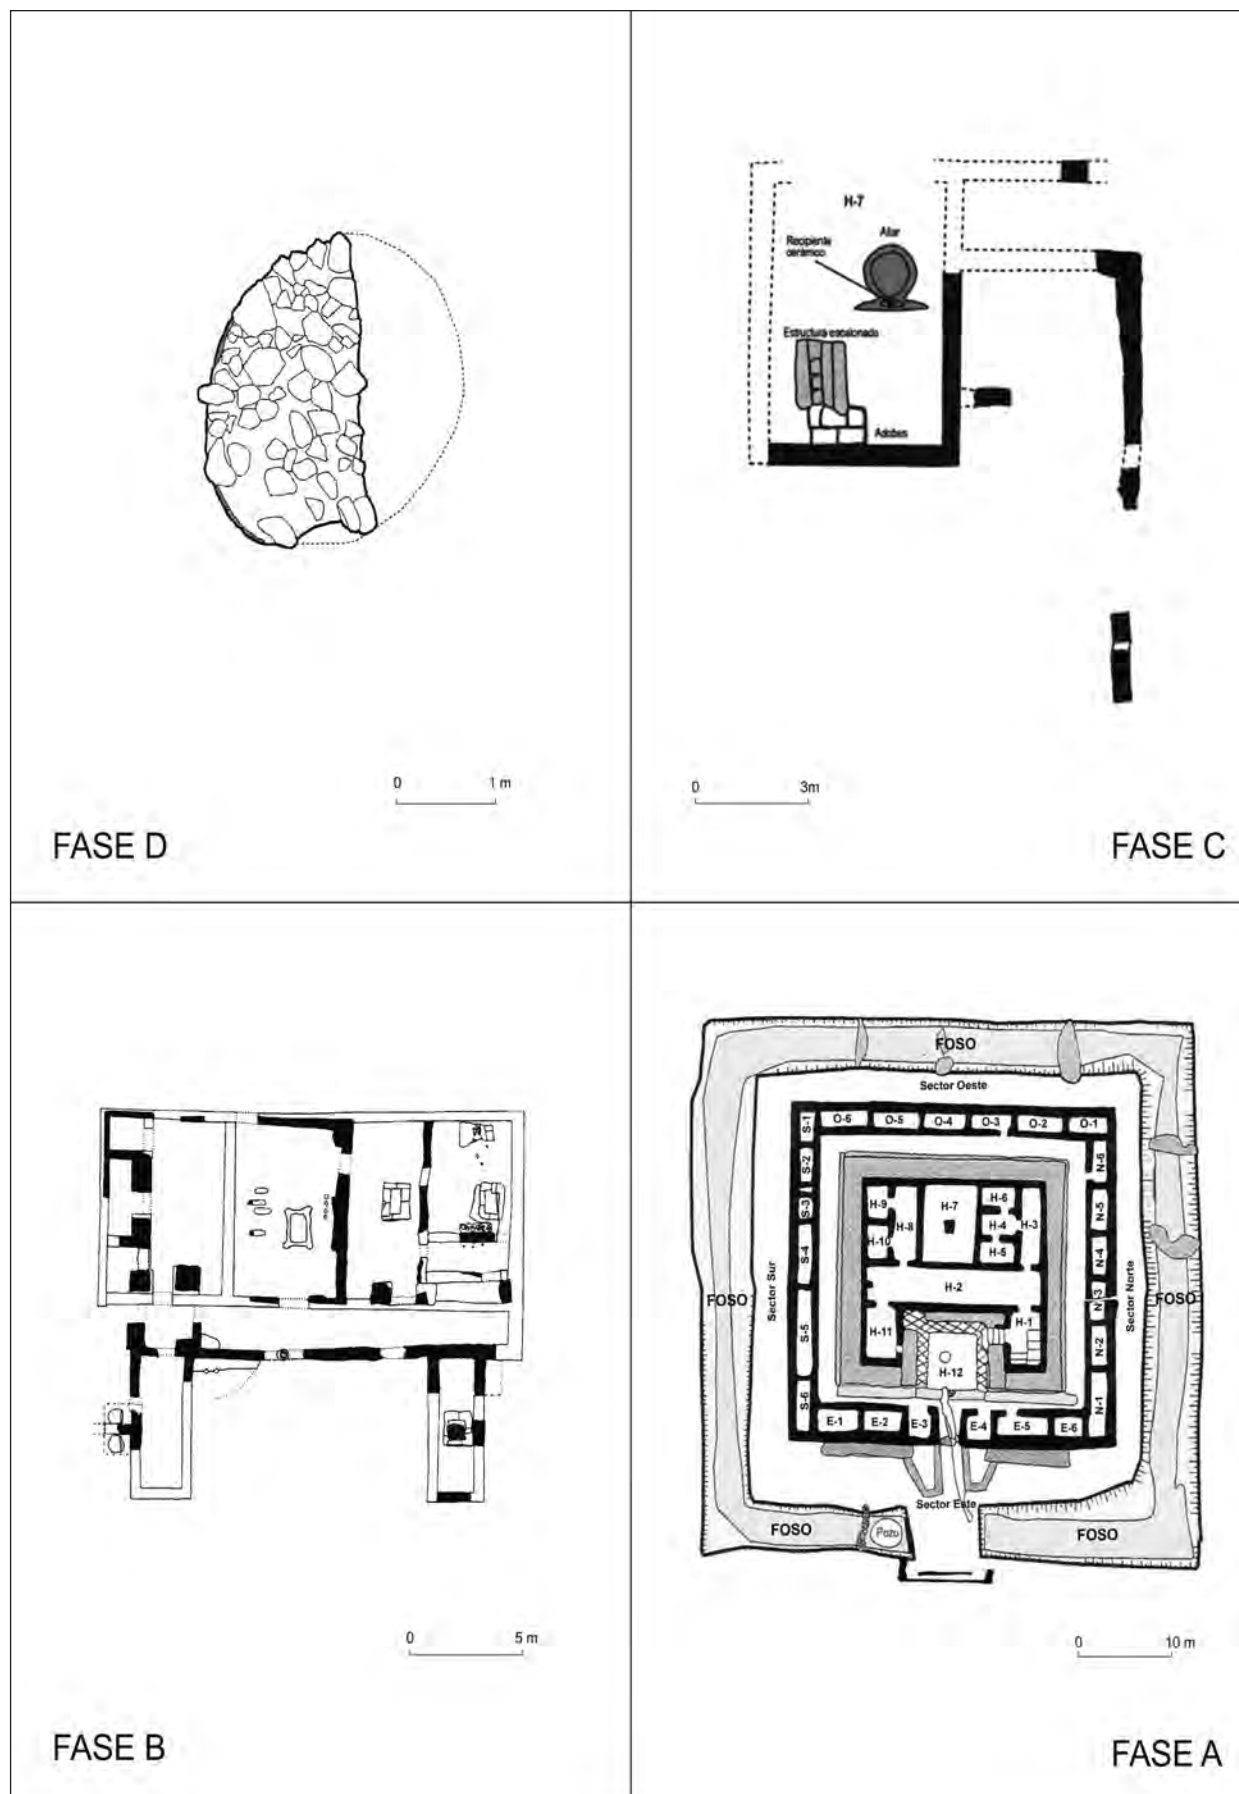 H-7
Altar
Recipiente
cerámico
Estructura escalonada
Adobes
0 1 m
FASE D
0 3m
FASE C
0 5 m
FASE B
FOSO
Sector Oeste
S-1 O-6 O-5 O-4 O-3 O-2 O-1
S-2 N-6
S-3 H-9 H-8 H-7 H-6 H-3 N-5
H-10 H-4
S-4 H-5 N-4
Sector Sur Sector Norte
FOSO H-2 N-3 FOSO
S-5 H-11 H-1 N-2
H-12
S-6 N-1
E-1 E-2 E-3 E-4 E-5 E-6
Sector Este
FOSO Pozo FOSO
0 10 m
FASE A